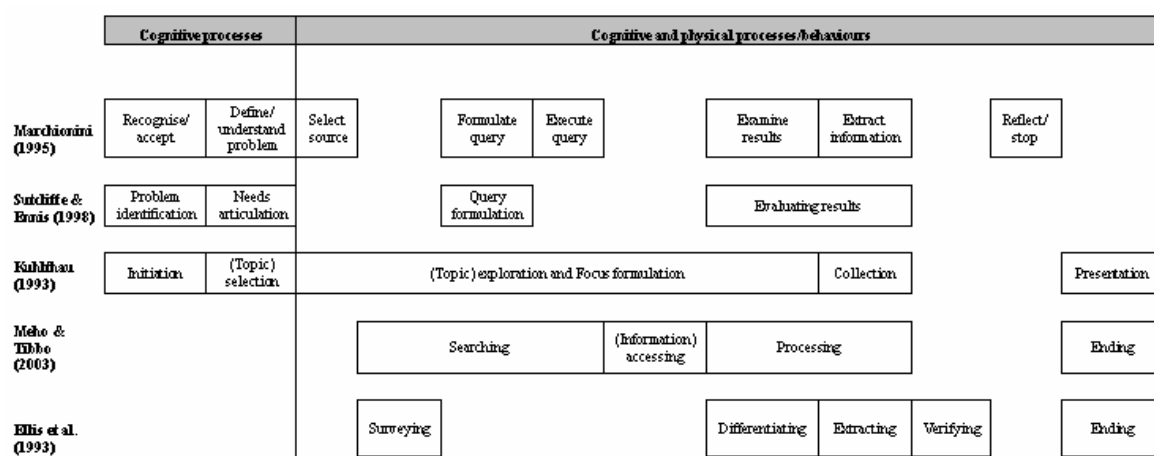 Cognitive processes
Cognitive and physical processes/behaviours
Marchionini
(1995)
Recognise/
accept
Define/
understand
problem
Select
source
Formulate
query
Execute
query
Examine
results
Extract
information
Reflect/
stop
Sutcliffe &
Ennis (1998)
Problem
identification
Needs
articulation
Query
formulation
Evaluating results
Kuhlthau
(1993)
Initiation
(Topic)
selection
(Topic) exploration and Focus formulation
Collection
Presentation
Meho &
Tibbo
(2003)
Searching
(Information)
accessing
Processing
Ending
Ellis et al.
(1993)
Surveying
Differentiating
Extracting
Verifying
Ending